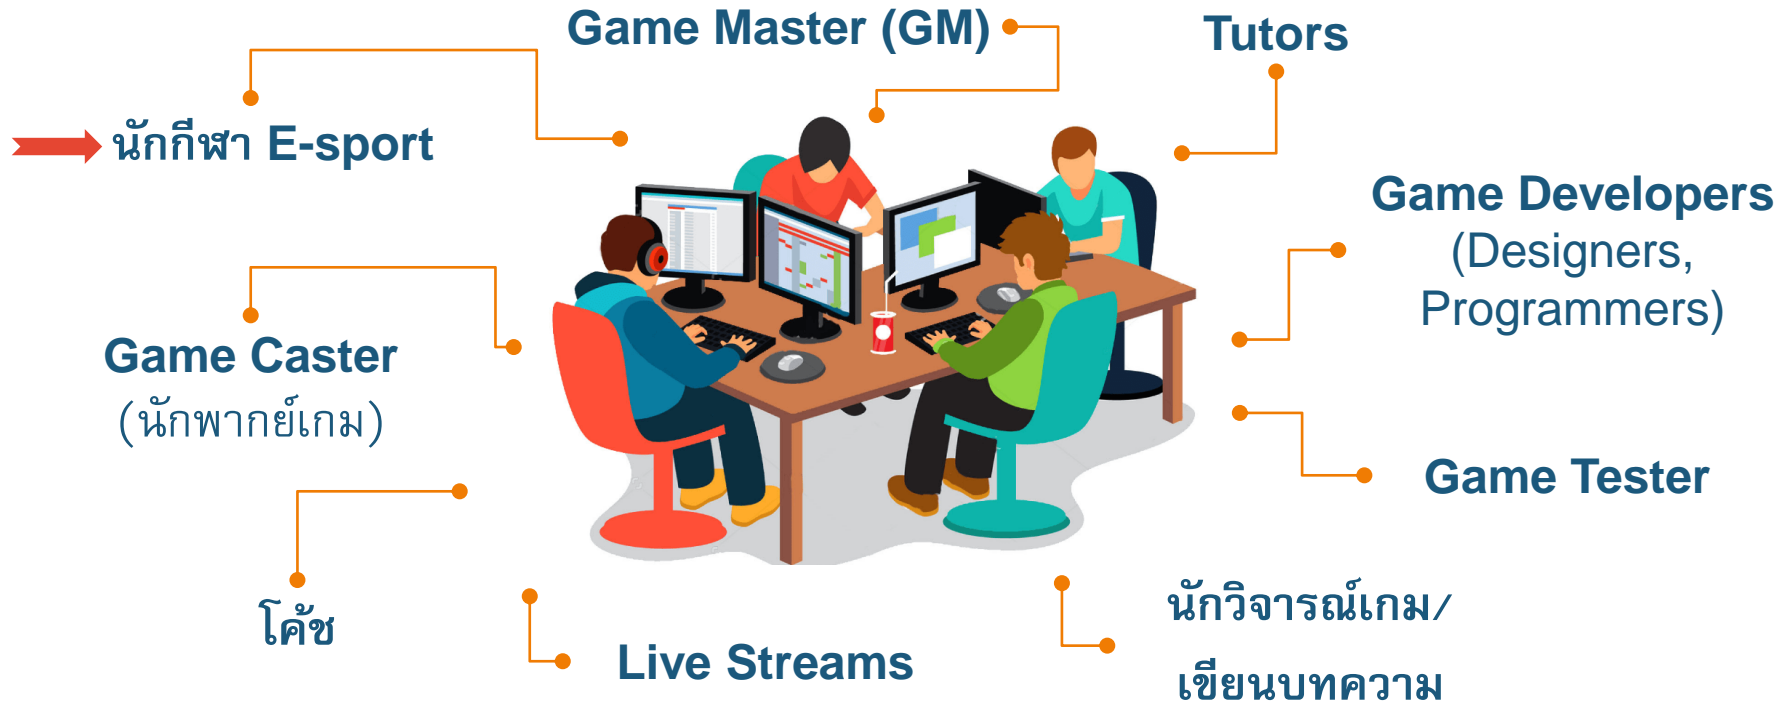 Game Master (GM)
Tutors
นักกีฬา E-sport
Game Developers
(Designers,
Programmers)
Game Caster
(นักพากย์เกม)
Game Tester
โค้ช
Live Streams
นักวิจารณ์เกม/
เขียนบทความ